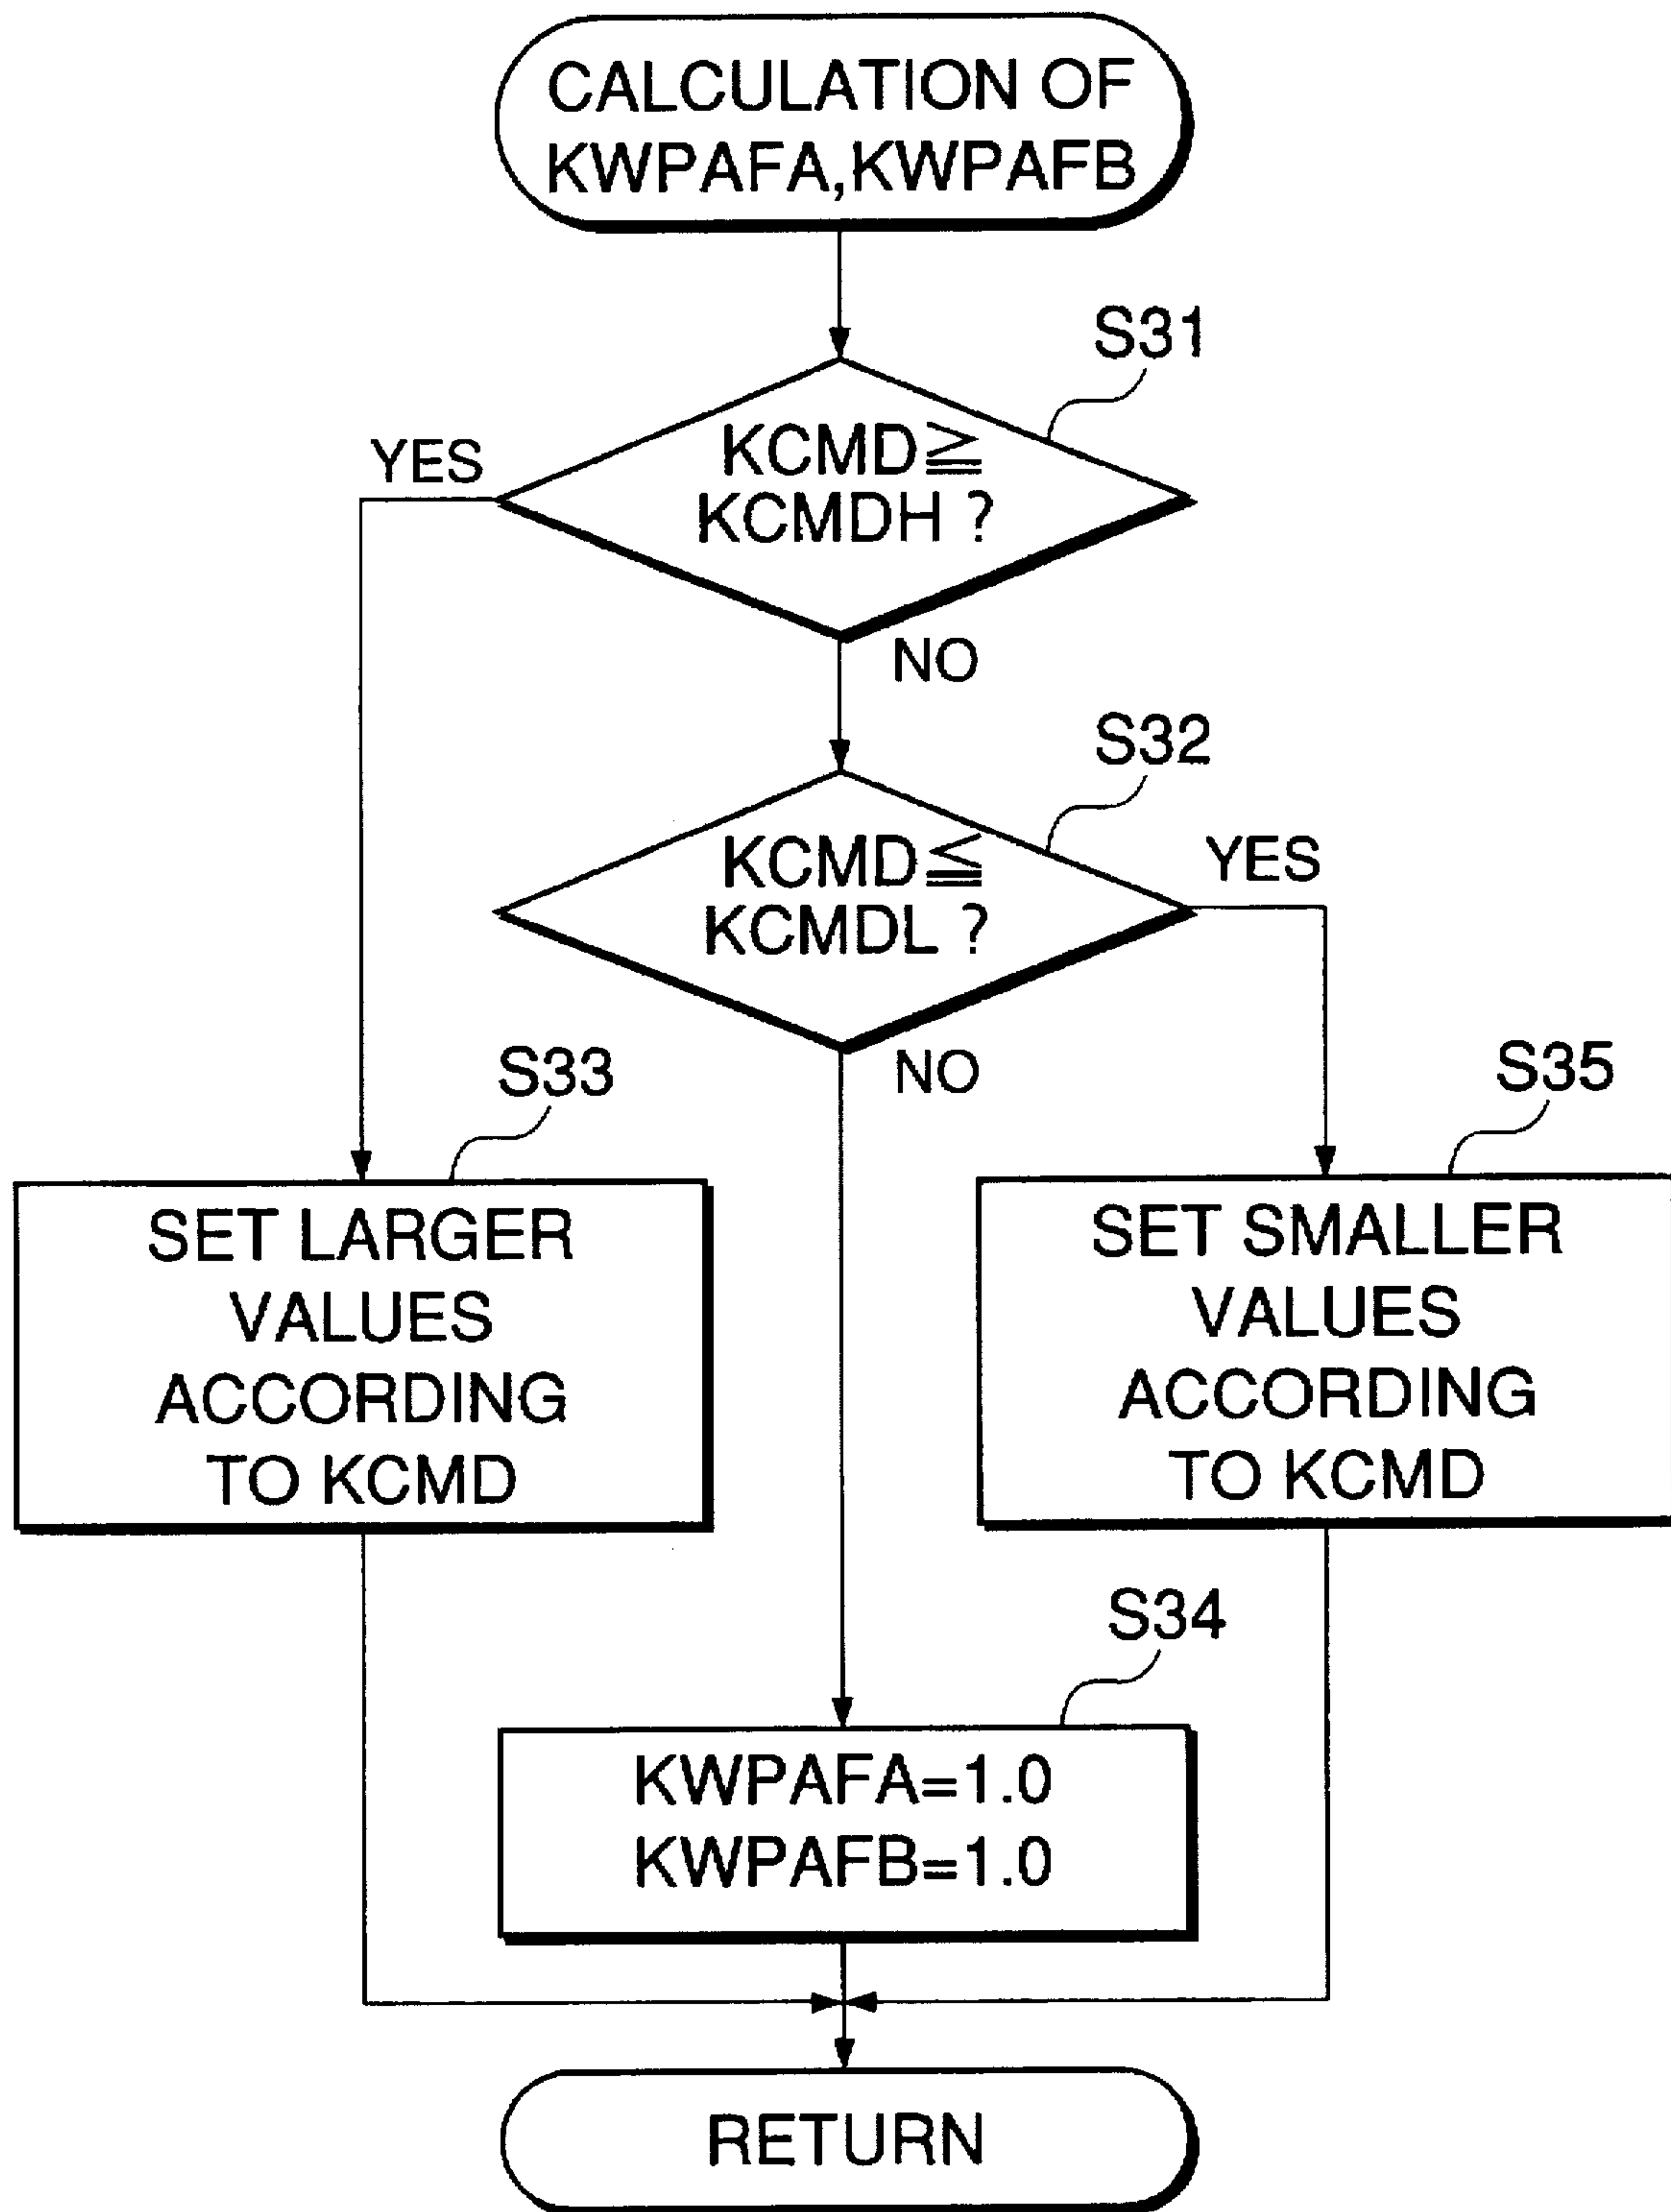 CALCULATION OF
KWPAFA,KWPAFB
S31
KCMD≧
KCMDH ?
YES
NO
S32
KCMD≦
KCMDL ?
YES
NO
S33
SET LARGER
VALUES
ACCORDING
TO KCMD
S35
SET SMALLER
VALUES
ACCORDING
TO KCMD
S34
KWPAFA=1.0
KWPAFB=1.0
RETURN